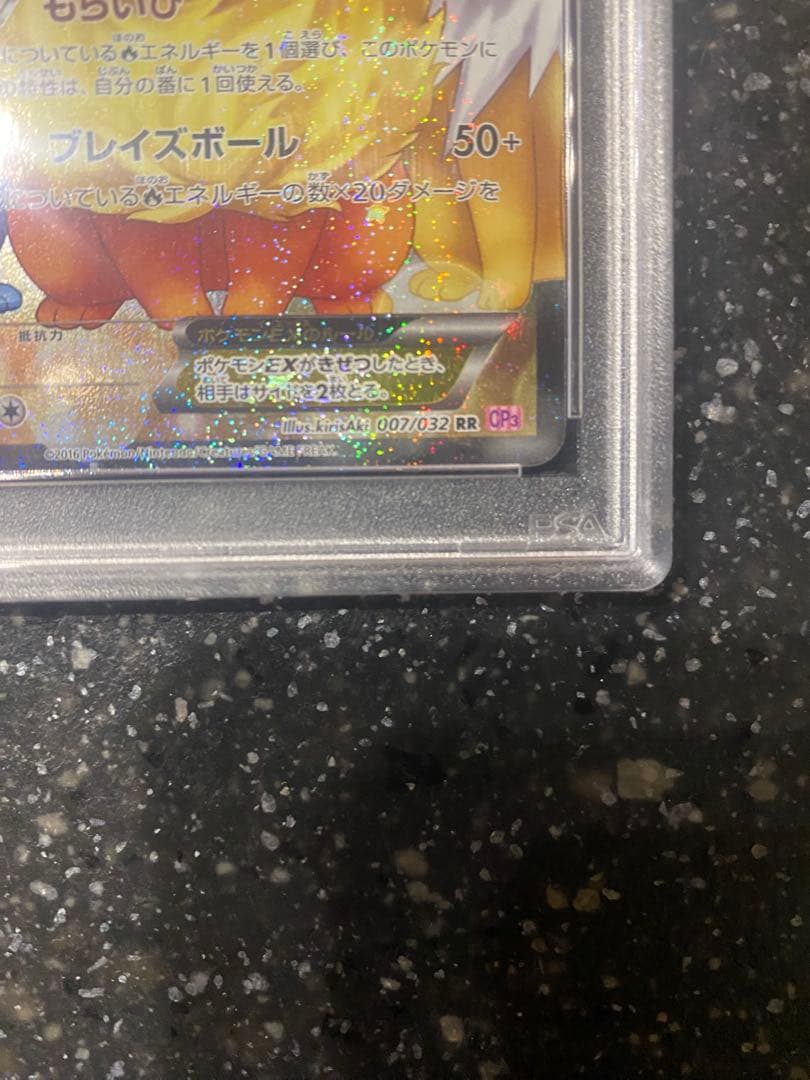 もらいび
についている🔥エネルギーを1個選び、このポケモンに
の特性は、自分の番に1回使える。
ブレイズボール 50+
についている🔥エネルギーの数×20ダメージを
抵抗力
ポケモンEXのルール
ポケモンEXがきぜつしたとき、
相手はサイドを2枚とる。
Illus.kirisAki 007/032 RR CP3
©2016 Pokémon/Nintendo/Creatures/GAME FREAK.
PSA